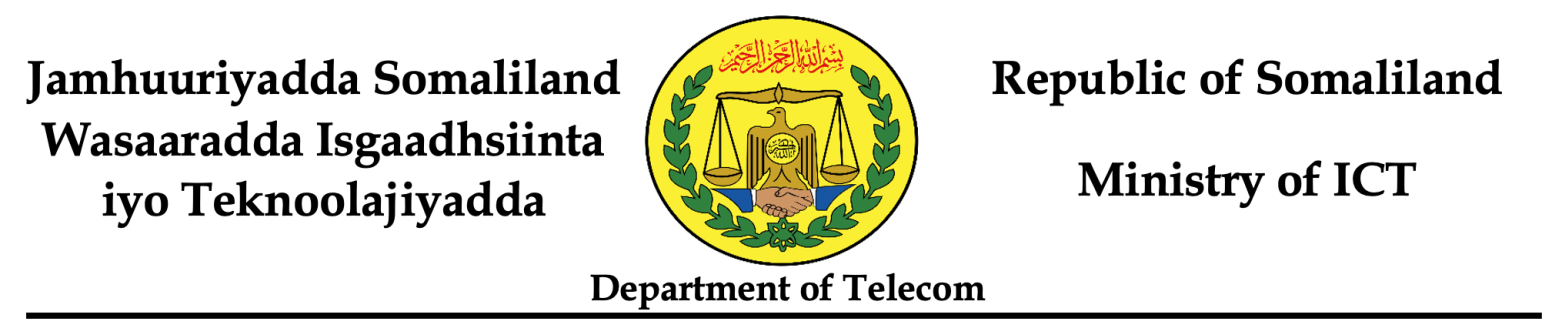 Jamhuuriyadda Somaliland
Wasaaradda Isgaadhsiinta
iyo Teknoolajiyadda
بسم الله الرحمن الرحيم
Republic of Somaliland
Ministry of ICT
Department of Telecom